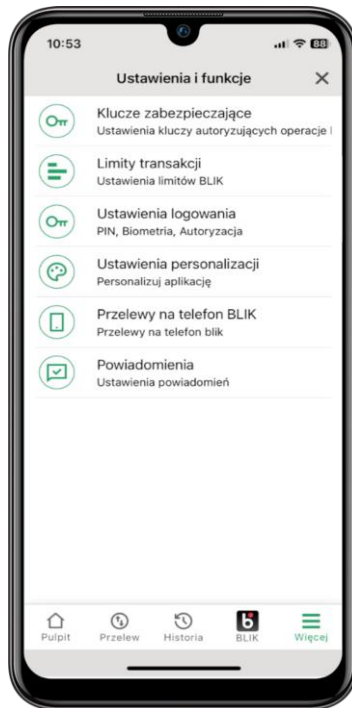 10:53
88
Ustawienia i funkcje
Klucze zabezpieczające
Ustawienia kluczy autoryzujących operacje
Limity transakcji
Ustawienia limitów BLIK
Ustawienia logowania
PIN, Biometria, Autoryzacja
Ustawienia personalizacji
Personalizuj aplikację
Przelewy na telefon BLIK
Przelewy na telefon blik
Powiadomienia
Ustawienia powiadomień
Pulpit Przelew Historia BLIK Więcej